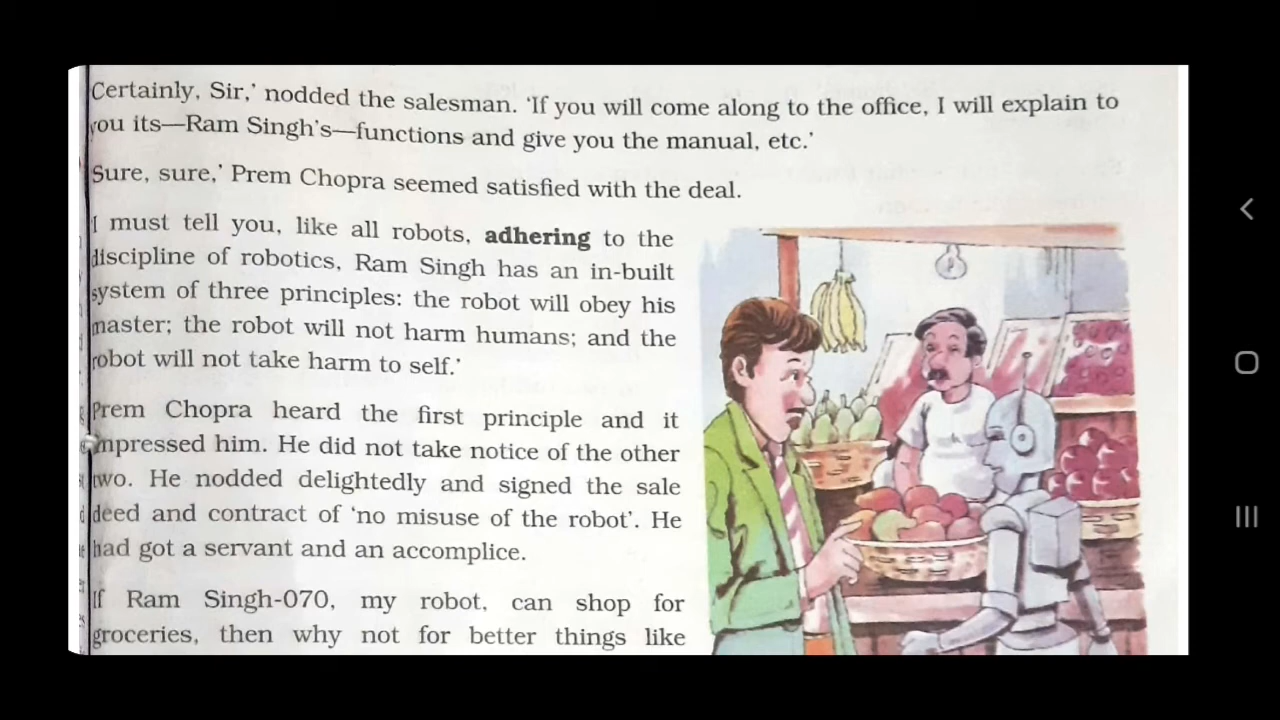 Certainly, Sir,' nodded the salesman. 'If you will come along to the office, I will explain to
you its—Ram Singh's—functions and give you the manual, etc.'
Sure, sure,' Prem Chopra seemed satisfied with the deal.
'I must tell you, like all robots, adhering to the
discipline of robotics, Ram Singh has an in-built
system of three principles: the robot will obey his
master; the robot will not harm humans; and the
robot will not take harm to self.'
Prem Chopra heard the first principle and it
impressed him. He did not take notice of the other
two. He nodded delightedly and signed the sale
deed and contract of 'no misuse of the robot'. He
had got a servant and an accomplice.
If Ram Singh-070, my robot, can shop for
groceries, then why not for better things like